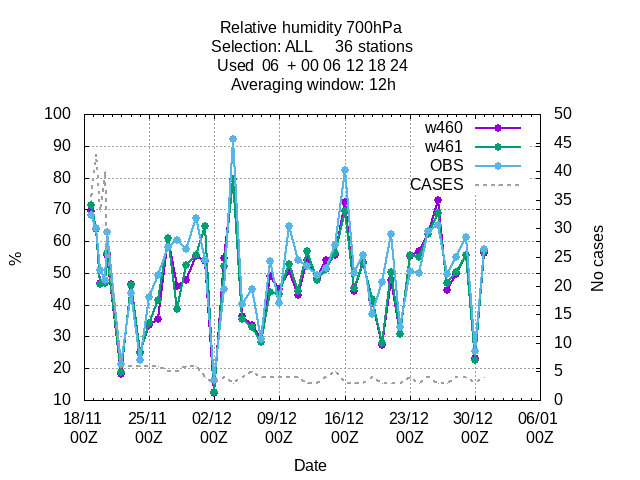 Relative humidity 700hPa
Selection: ALL 36 stations
Used 06 + 00 06 12 18 24
Averaging window: 12h
100
90
80
70
60
50
40
30
20
10
%
50
45
40
35
30
25
20
15
10
5
0
No cases
w460
w461
OBS
CASES
18/11 25/11 02/12 09/12 16/12 23/12 30/12 06/01
00Z 00Z 00Z 00Z 00Z 00Z 00Z 00Z
Date